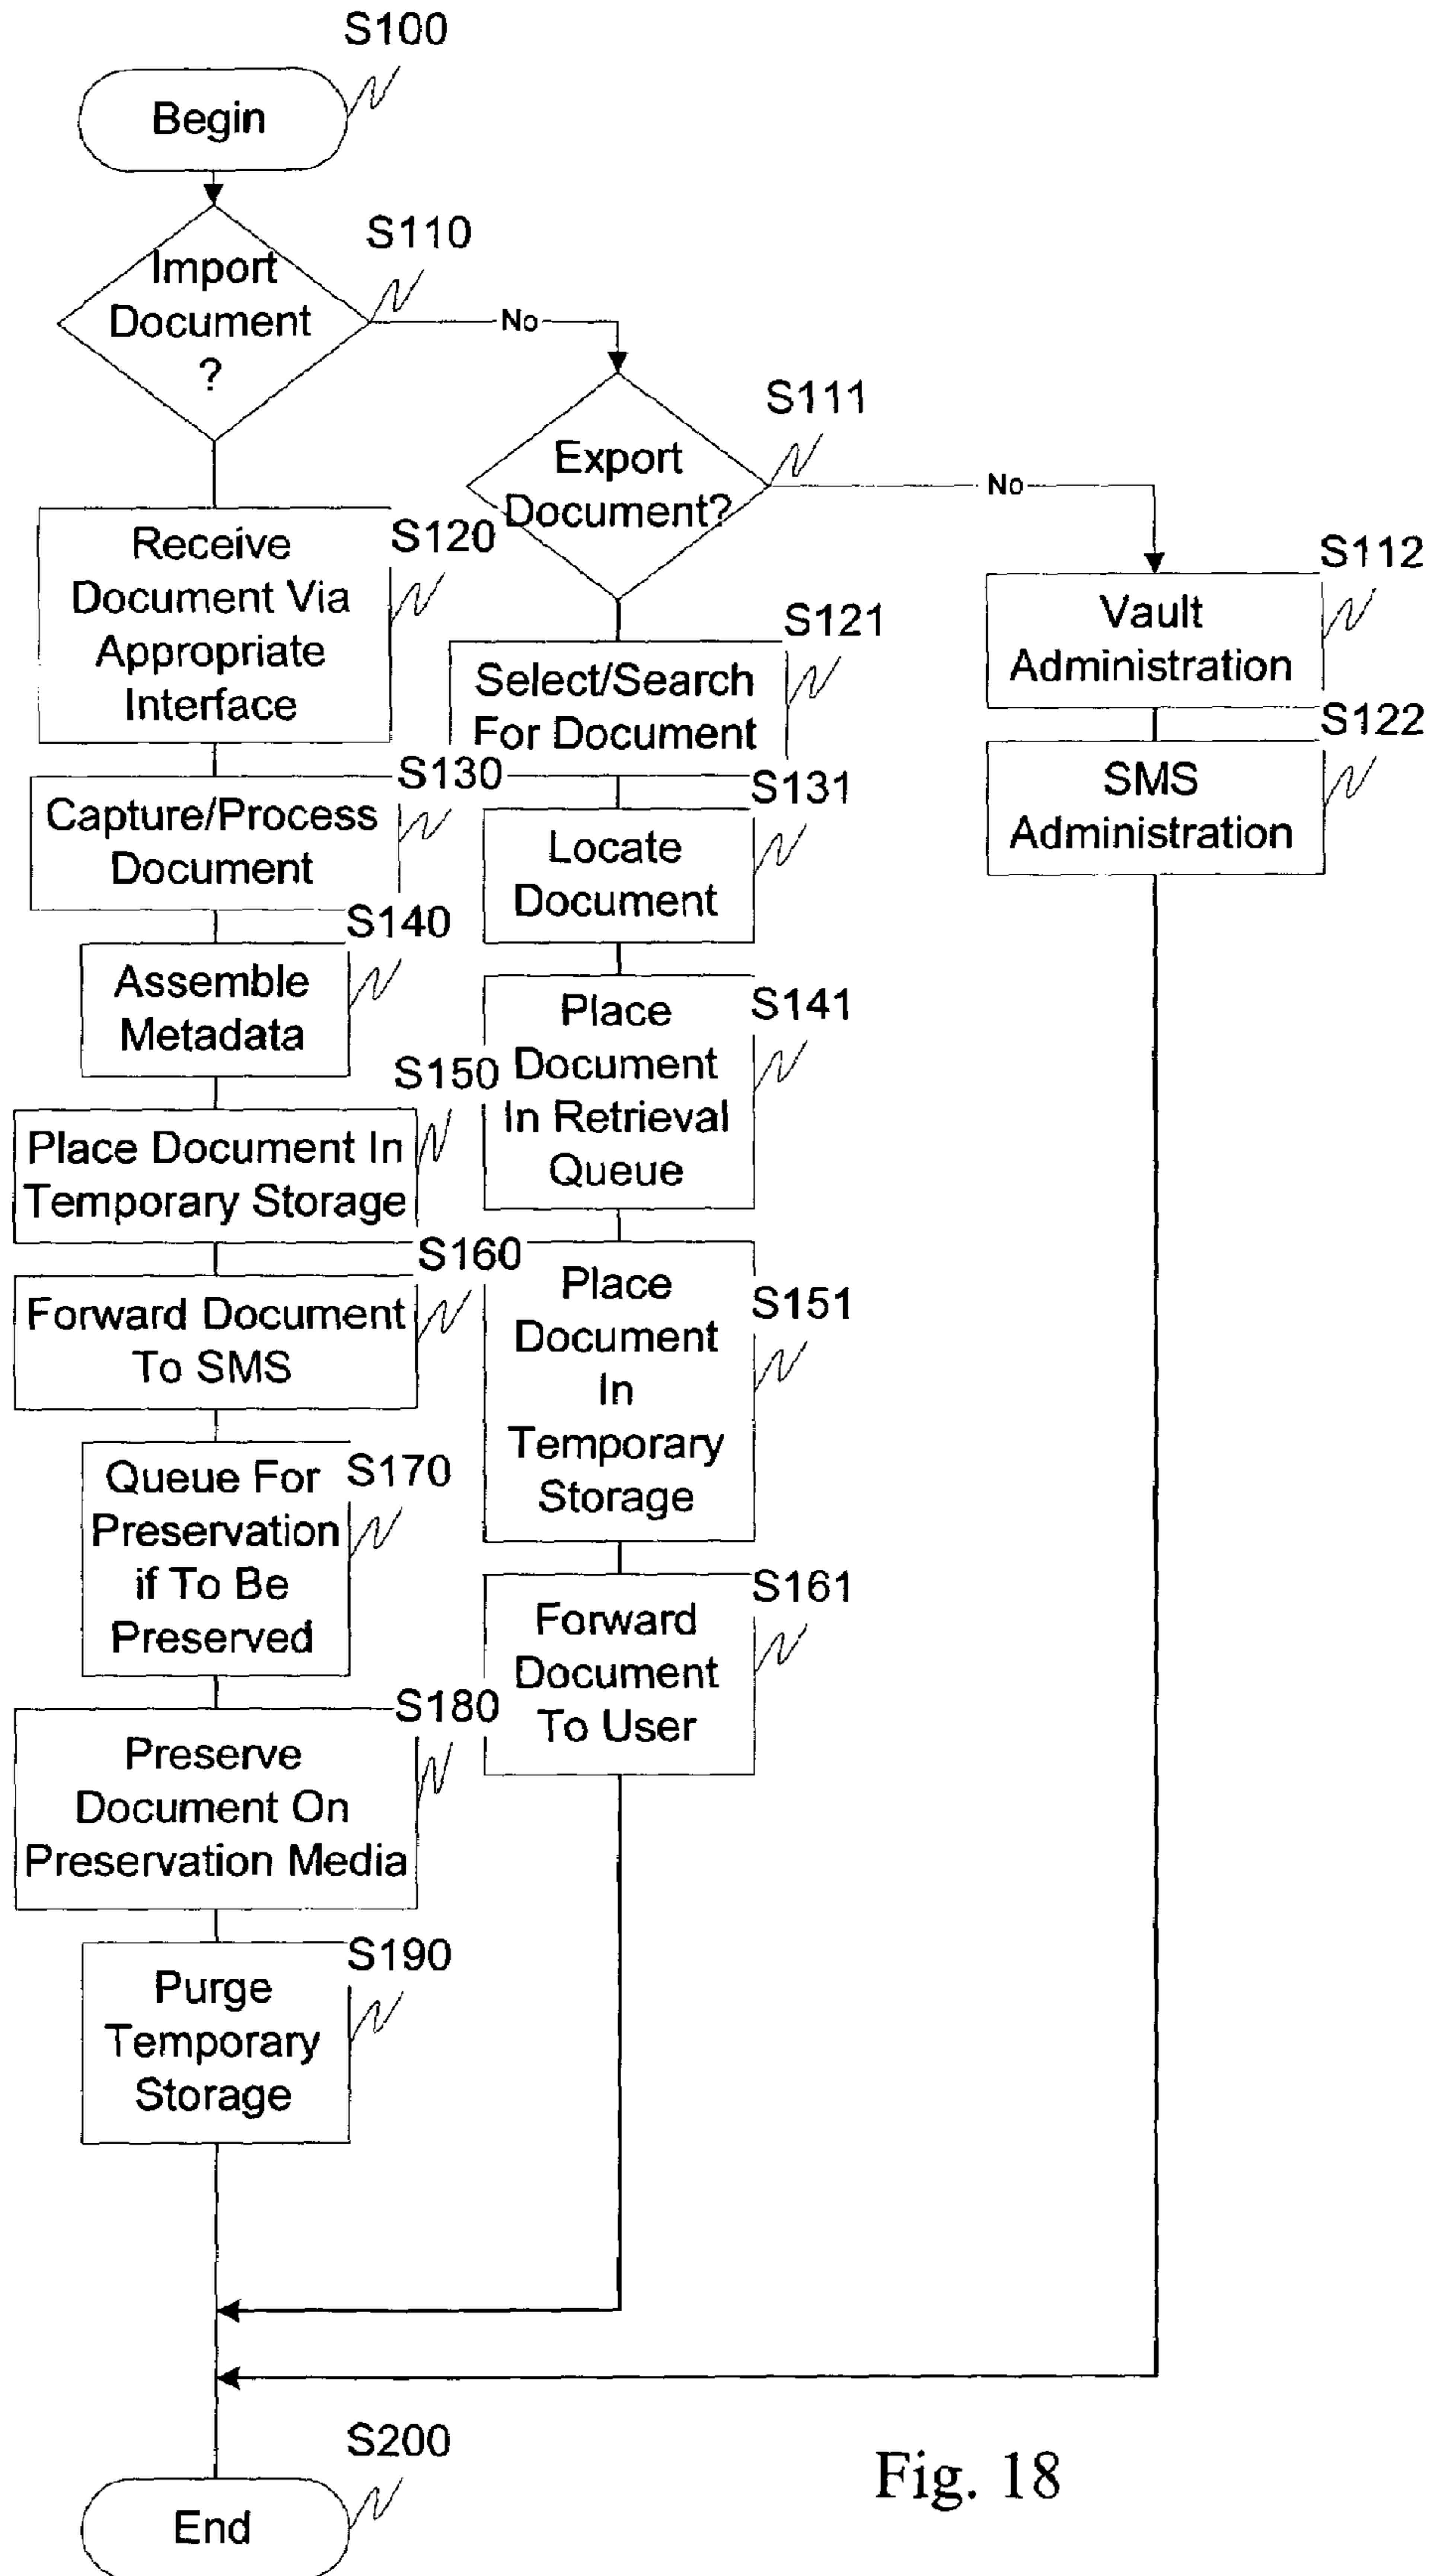 S100
Begin
S110
Import
Document
?
No
S111
Export
Document?
No
S120
Receive
Document Via
Appropriate
Interface
S130
Capture/Process
Document
S140
Assemble
Metadata
S150
Place Document In
Temporary Storage
S160
Forward Document
To SMS
S170
Queue For
Preservation
if To Be
Preserved
S180
Preserve
Document On
Preservation Media
S190
Purge
Temporary
Storage
S121
Select/Search
For Document
S131
Locate
Document
S141
Place
Document
In Retrieval
Queue
S151
Place
Document
In
Temporary
Storage
S161
Forward
Document
To User
S112
Vault
Administration
S122
SMS
Administration
S200
End
Fig. 18